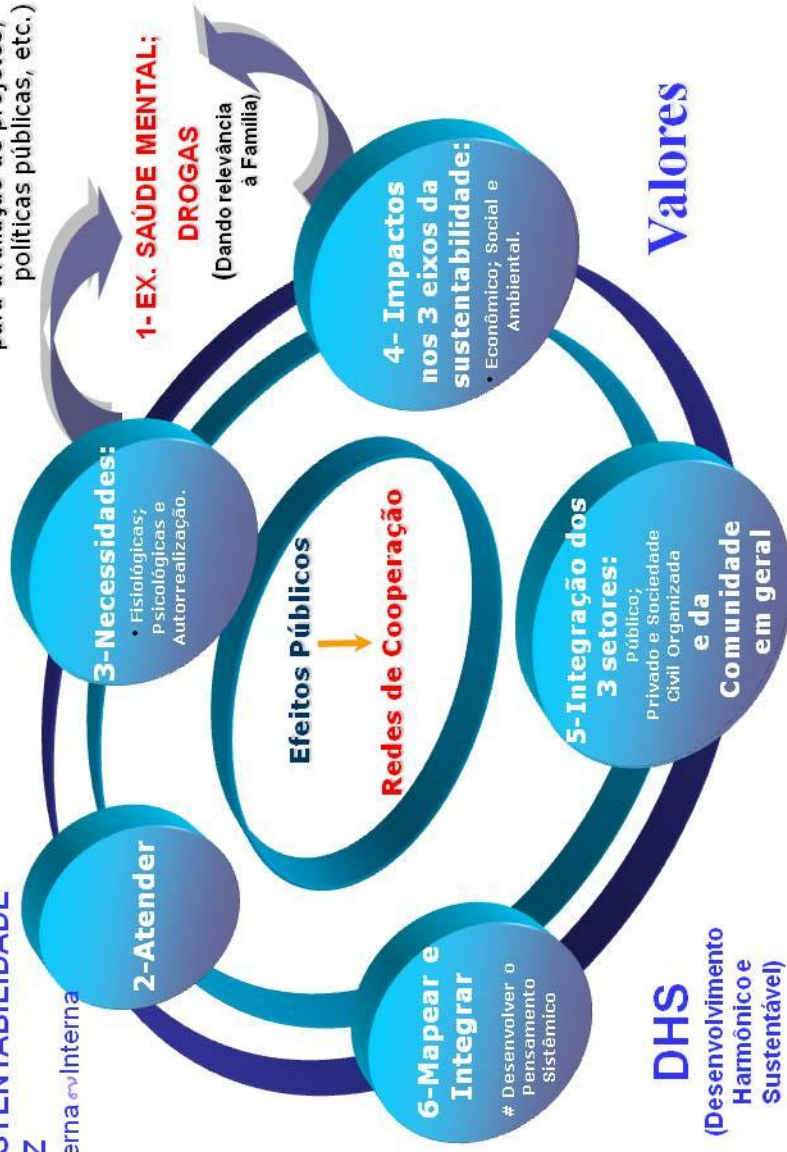 STENTABILIDADE
Z
erna∾Interna
para avaliação de projetos,
políticas públicas, etc.)
1-EX. SAÚDE MENTAL:
DROGAS
(Dando relevância
à Família)
2-Atender
3-Necessidades:
• Fisiológicas;
Psicológicas e
Autorrealização.
4- Impactos
nos 3 eixos da
sustentabilidade:
• Econômico; Social e
Ambiental.
Efeitos Públicos
Redes de Cooperação
5-Integração dos
3 setores:
Público;
Privado e Sociedade
Civil Organizada
e da
Comunidade
em geral
6-Mapear e
Integrar
# Desenvolver o
Pensamento
Sistêmico
DHS
(Desenvolvimento
Harmônico e
Sustentável)
Valores